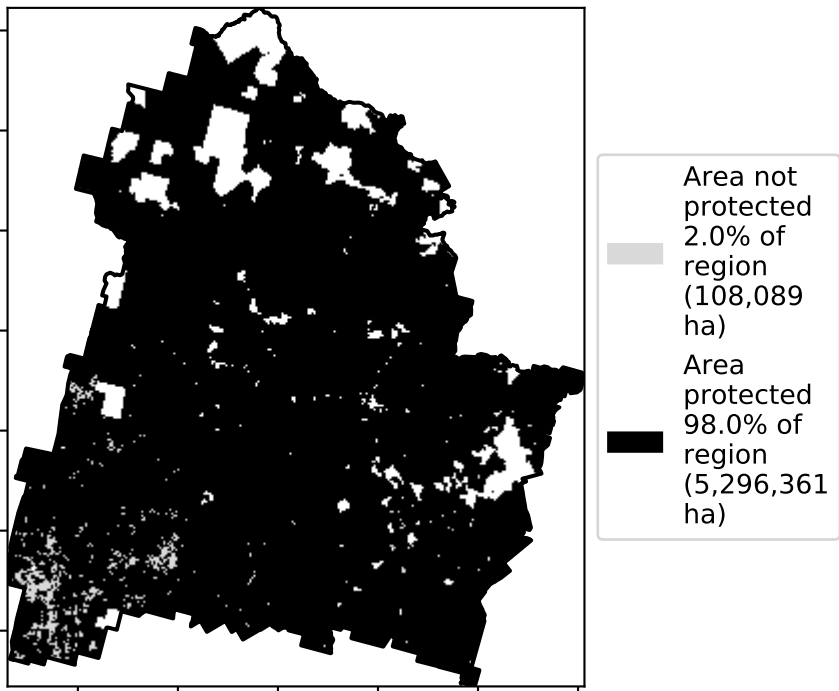 Area not
protected
2.0% of
region
(108,089
ha)
Area
protected
98.0% of
region
(5,296,361
ha)